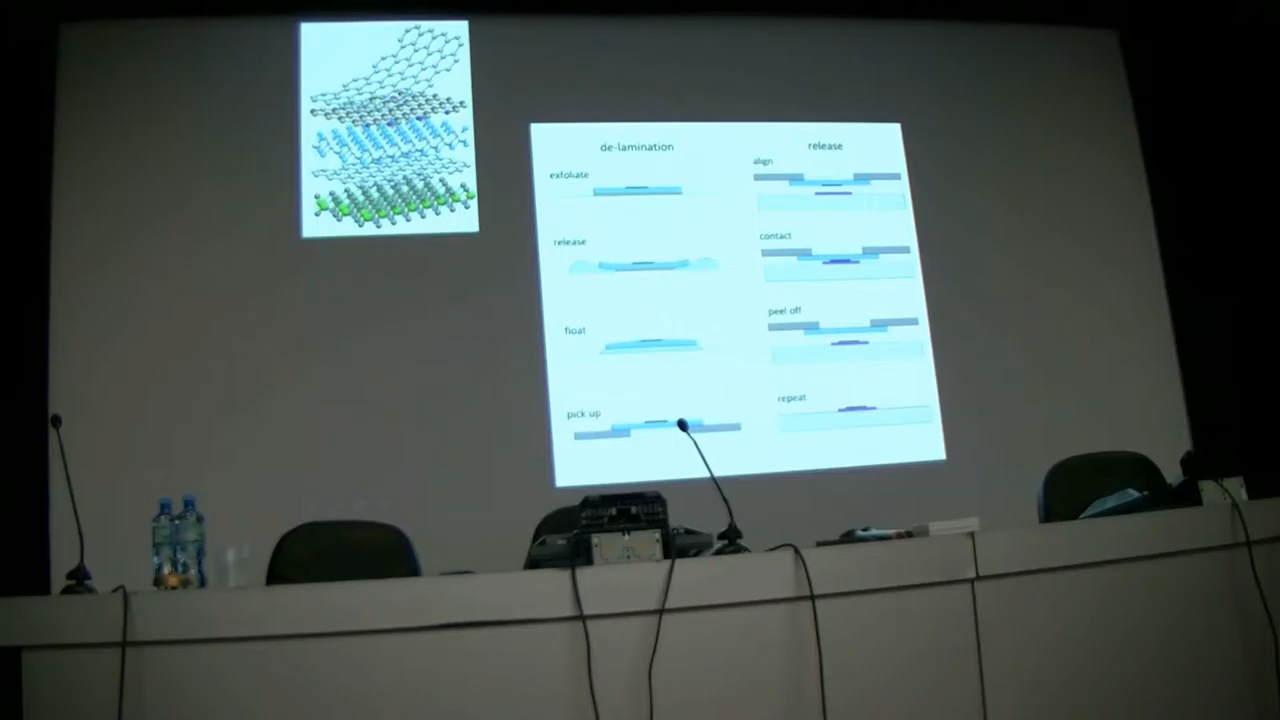 de-lamination
exfoliate
release
float
pick up
release
align
contact
peel off
repeat